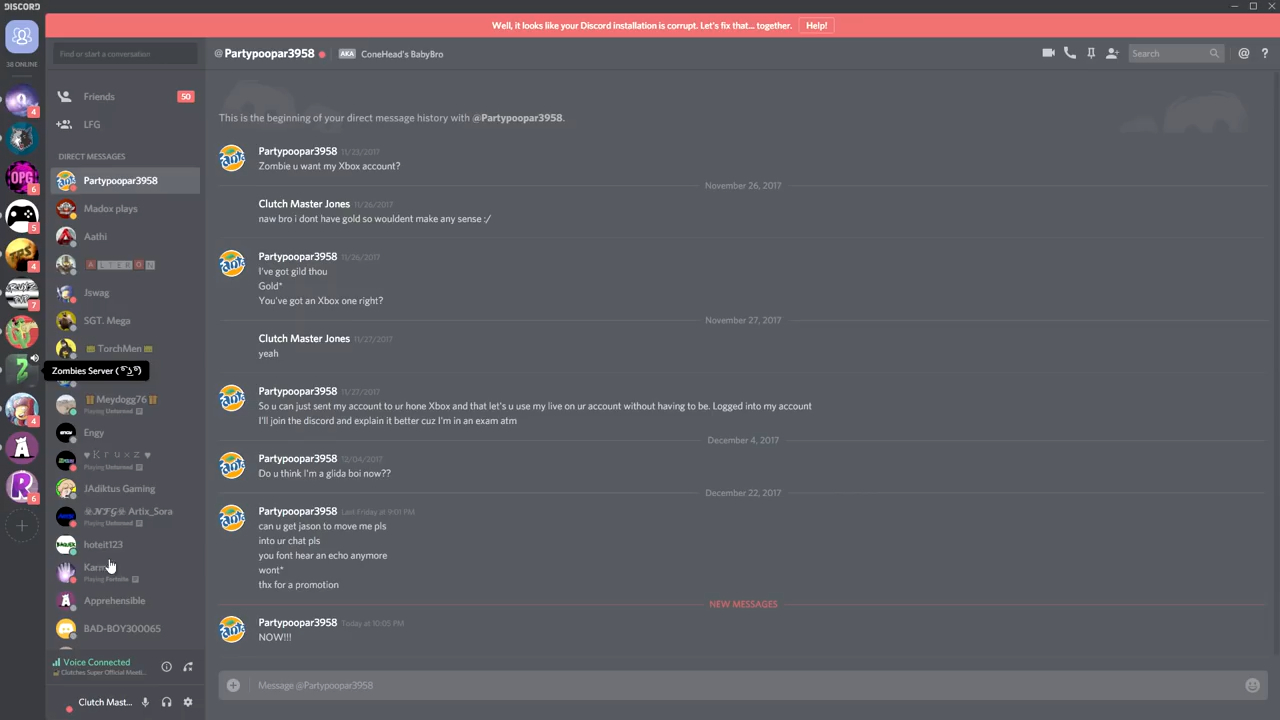 DISCORD
Well, it looks like your Discord installation is corrupt. Let's fix that... together.
Help!
38 ONLINE
Find or start a conversation
Friends
50
LFG
DIRECT MESSAGES
Partypoopar3958
Madox plays
Aathi
ALTERON
Jswag
SGT. Mega
TorchMen
Zombies Server ( ͡° ͜ʖ ͡°)
Meydogg76
Playing Unturned
Engy
♥ K r u x z ♥
Playing Unturned
JAdiktus Gaming
☣𝓝𝓕𝓖☣ Artix_Sora
Playing Unturned
hoteit123
Playing Fortnite
Apprehensible
BAD-BOY300065
Voice Connected
Clutches Super Official Meeti...
Clutch Mast...
4
OPG
6
5
4
7
2
4
A
R
6
@Partypoopar3958
AKA
ConeHead's BabyBro
Search
This is the beginning of your direct message history with @Partypoopar3958.
Partypoopar3958 11/25/2017
Zombie u want my Xbox account?
November 26, 2017
Clutch Master Jones 11/26/2017
naw bro i dont have gold so wouldent make any sense :/
Partypoopar3958 11/26/2017
I've got gild thou
Gold*
You've got an Xbox one right?
November 27, 2017
Clutch Master Jones 11/27/2017
yeah
Partypoopar3958 11/27/2017
So u can just sent my account to ur hone Xbox and that let's u use my live on ur account without having to be. Logged into my account
I'll join the discord and explain it better cuz I'm in an exam atm
December 4, 2017
Partypoopar3958 12/04/2017
Do u think I'm a glida boi now??
December 22, 2017
Partypoopar3958 Last Friday at 9:01 PM
can u get jason to move me pls
into ur chat pls
you font hear an echo anymore
wont*
thx for a promotion
NEW MESSAGES
Partypoopar3958 Today at 10:05 PM
NOW!!!
Message @Partypoopar3958